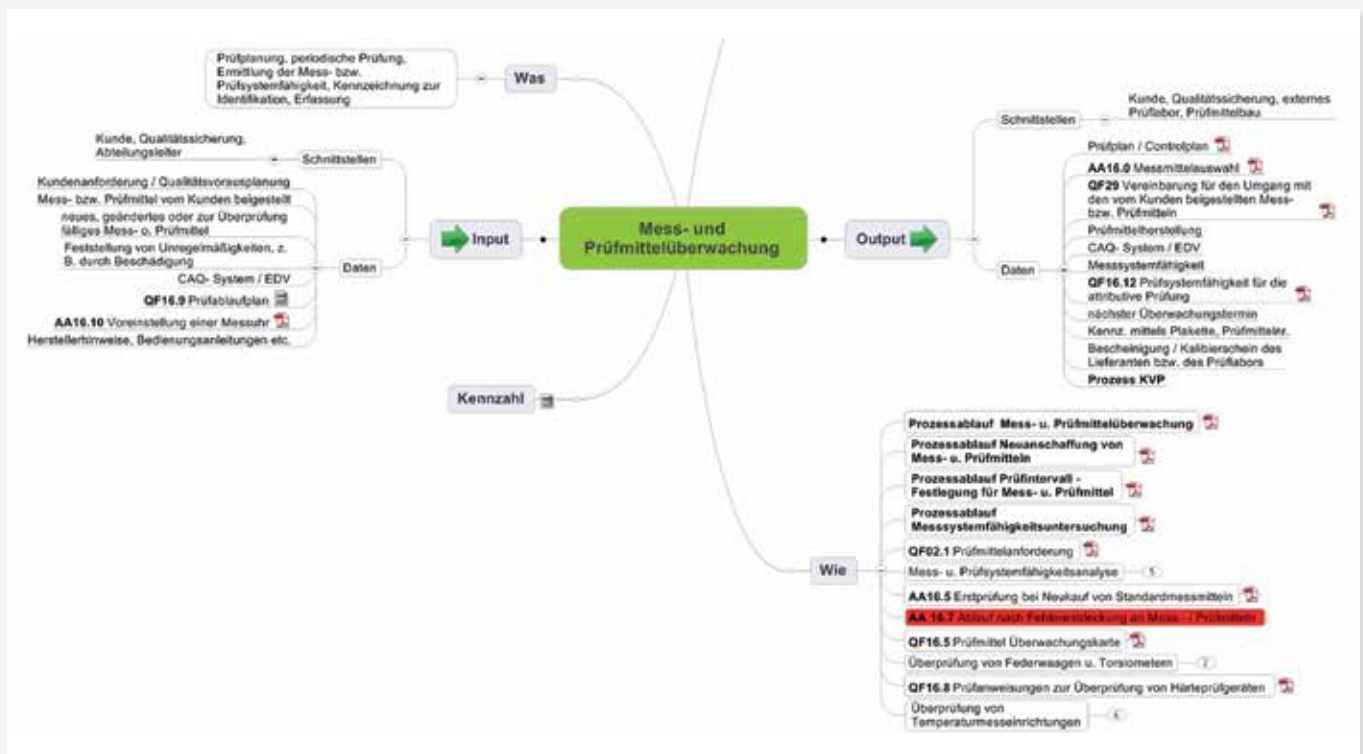 Prüfplanung, periodische Prüfung,
Ermittlung der Mess- bzw.
Prüfsystemfähigkeit, Kennzeichnung zur
Identifikation, Erfassung
Was
Kunde, Qualitätssicherung,
Abteilungsleiter
Schnittstellen
Kundenanforderung / Qualitätsvorausplanung
Mess- bzw. Prüfmittel vom Kunden beigestellt
neues, geändertes oder zur Überprüfung
fälliges Mess- o. Prüfmittel
Feststellung von Unregelmäßigkeiten, z.
B. durch Beschädigung
CAQ- System / EDV
QF16.9 Prüfablaufplan
AA16.10 Voreinstellung einer Messuhr
Herstellerhinweise, Bedienungsanleitungen etc.
Daten
Input
Mess- und
Prüfmittelüberwachung
Output
Schnittstellen
Kunde, Qualitätssicherung, externes
Prüflabor, Prüfmittelbau
Daten
Prüfplan / Controlplan
AA16.0 Messmittelauswahl
QF29 Vereinbarung für den Umgang mit
den vom Kunden beigestellten Mess-
bzw. Prüfmitteln
Prüfmittelherstellung
CAQ- System / EDV
Messsystemfähigkeit
QF16.12 Prüfsystemfähigkeit für die
attributive Prüfung
nächster Überwachungstermin
Kennz. mittels Plakette, Prüfmittelnr.
Bescheinigung / Kalibierschein des
Lieferanten bzw. des Prüflabors
Prozess KVP
Kennzahl
Wie
Prozessablauf Mess- u. Prüfmittelüberwachung
Prozessablauf Neuanschaffung von
Mess- u. Prüfmitteln
Prozessablauf Prüfintervall -
Festlegung für Mess- u. Prüfmittel
Prozessablauf
Messsystemfähigkeitsuntersuchung
QF02.1 Prüfmittelanforderung
Mess- u. Prüfsystemfähigkeitsanalyse 5
AA16.5 Erstprüfung bei Neukauf von Standardmessmitteln
AA 16.7 Ablauf nach Fehlerentdeckung an Mess - / Prüfmitteln
QF16.5 Prüfmittel Überwachungskarte
Überprüfung von Federwaagen u. Torsiometern 2
QF16.8 Prüfanweisungen zur Überprüfung von Härteprüfgeräten
Überprüfung von
Temperaturmesseinrichtungen 6